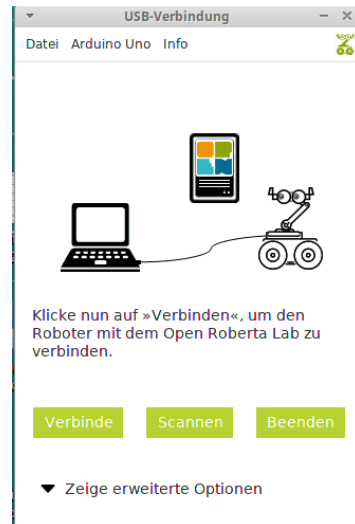 USB-Verbindung
Datei Arduino Uno Info
Klicke nun auf »Verbinden«, um den
Roboter mit dem Open Roberta Lab zu
verbinden.
Verbinde Scannen Beenden
Zeige erweiterte Optionen